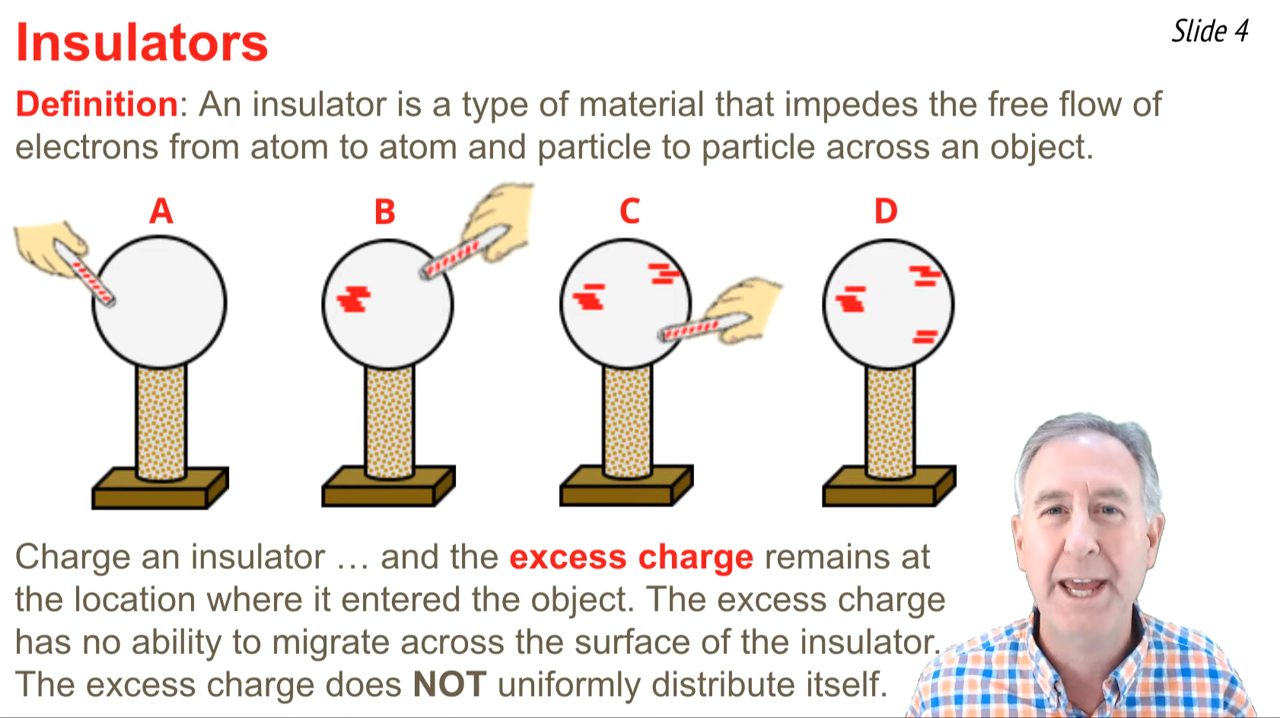 Insulators
Slide 4
Definition: An insulator is a type of material that impedes the free flow of
electrons from atom to atom and particle to particle across an object.
A
B
C
D
Charge an insulator … and the excess charge remains at
the location where it entered the object. The excess charge
has no ability to migrate across the surface of the insulator.
The excess charge does NOT uniformly distribute itself.